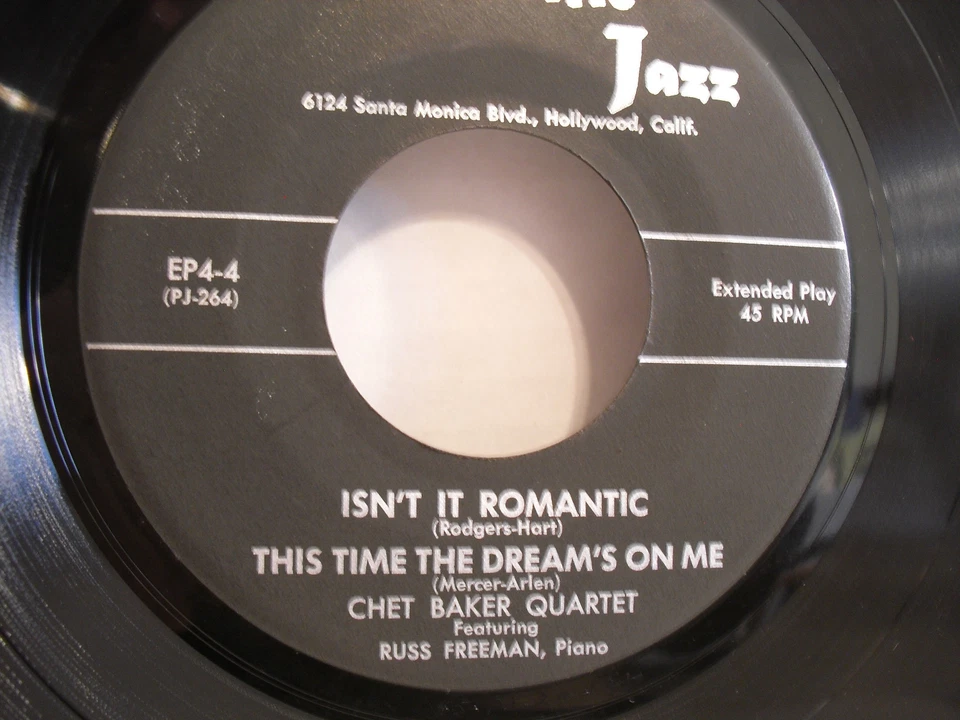 Jazz
6124 Santa Monica Blvd., Hollywood, Calif.
EP4-4
(PJ-264)
Extended Play
45 RPM
ISN'T IT ROMANTIC
(Rodgers-Hart)
THIS TIME THE DREAM'S ON ME
(Mercer-Arlen)
CHET BAKER QUARTET
Featuring
RUSS FREEMAN, Piano